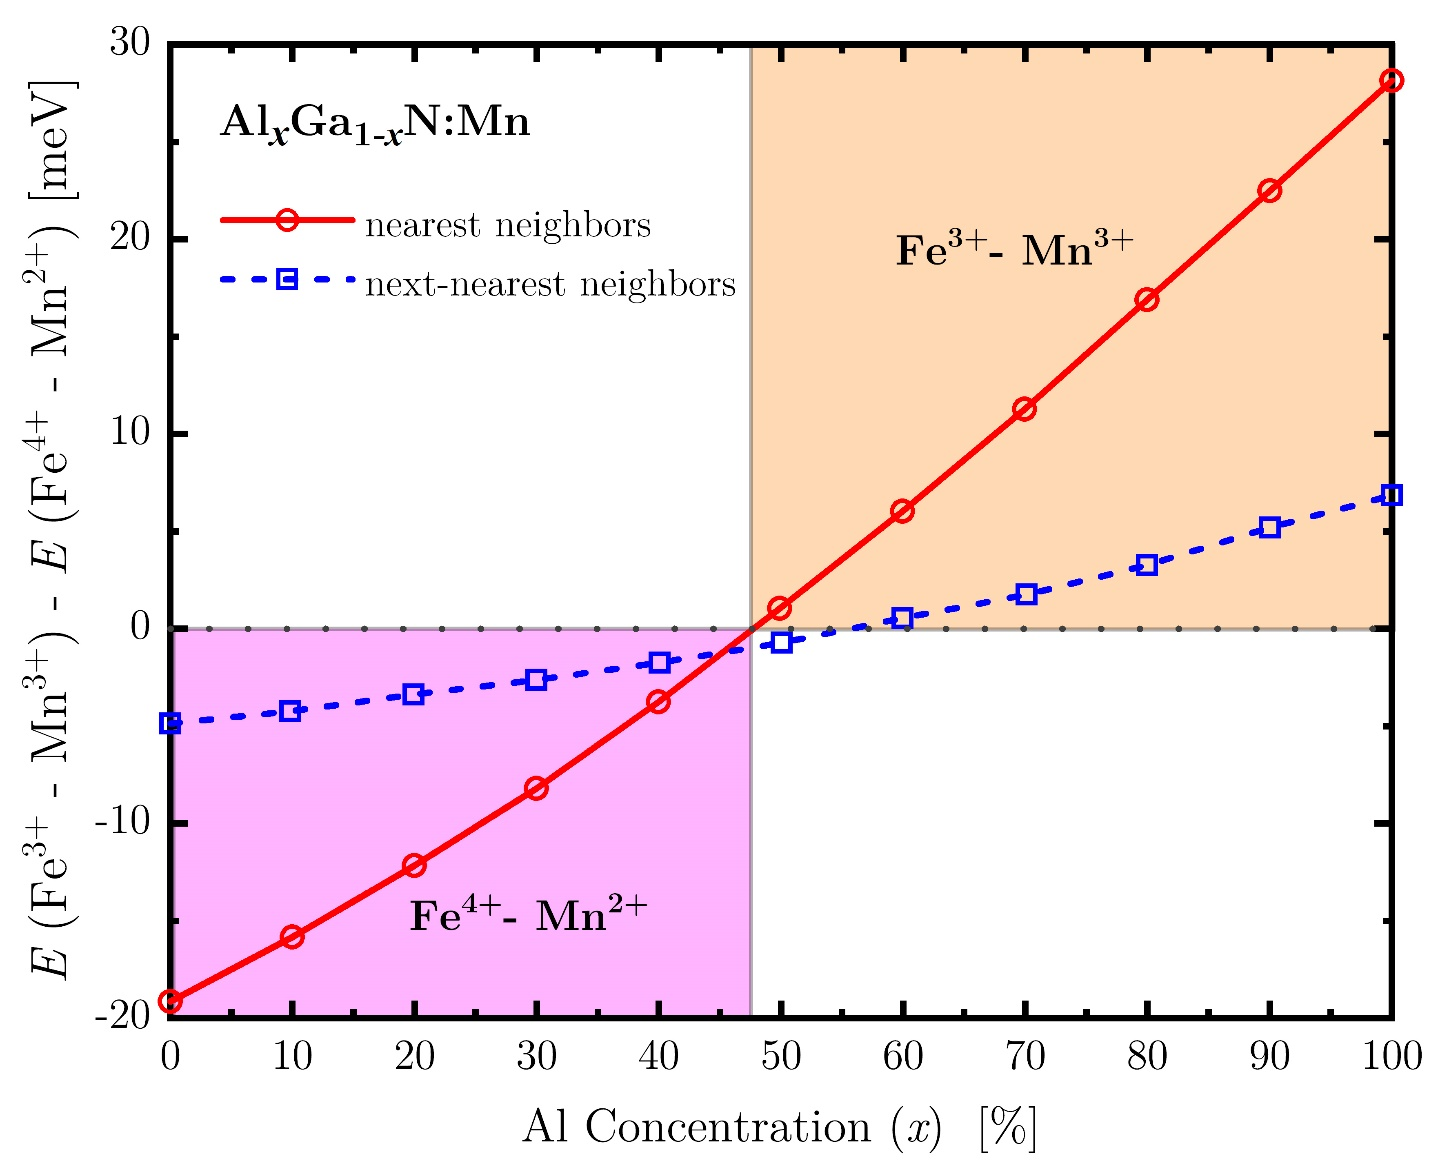 30
20
10
0
-10
-20
E (Fe³⁺ - Mn³⁺) - E (Fe⁴⁺ - Mn²⁺) [meV]
AlₓGa₁₋ₓN:Mn
nearest neighbors
next-nearest neighbors
Fe³⁺- Mn³⁺
Fe⁴⁺- Mn²⁺
0 10 20 30 40 50 60 70 80 90 100
Al Concentration (x) [%]